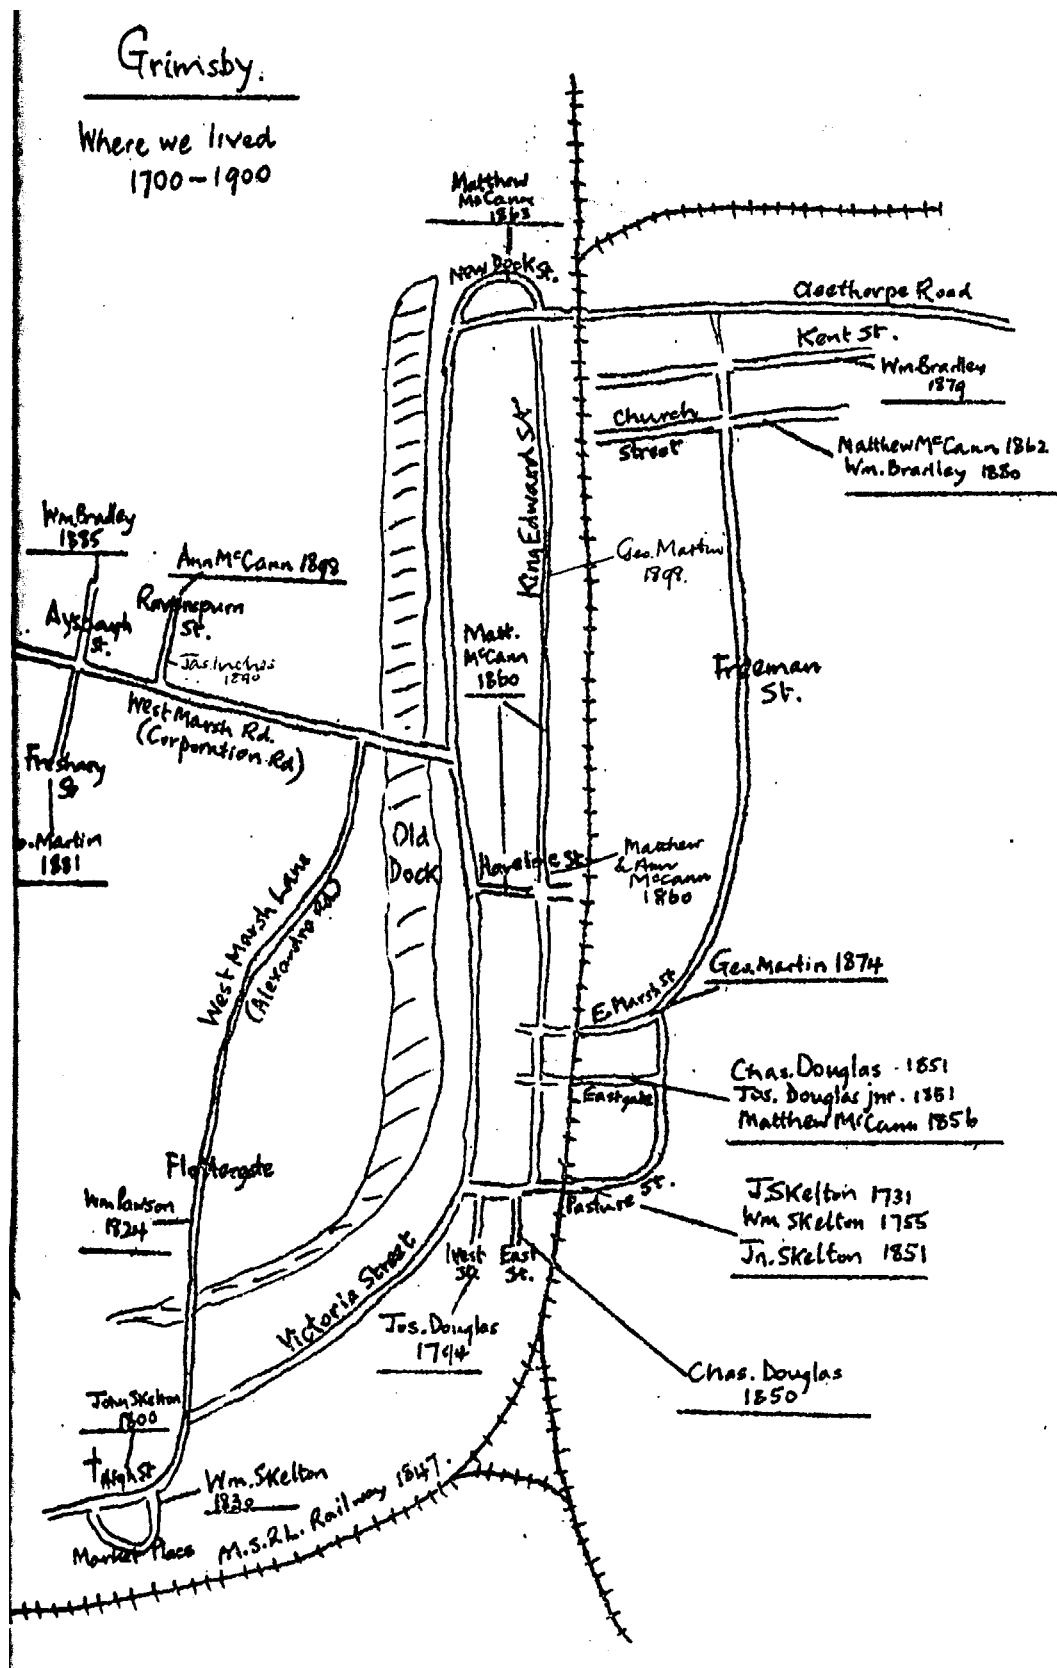 Grimsby.
Where we lived
1700-1900
Matthew
McCann
1863
New Dock St.
Cleethorpe Road
Kent St.
Wm Bradley
1879
Church
Street
Matthew McCann 1862
Wm. Bradley 1880
King Edward St
Wm. Bradley
1885
Ann McCann 1898
Ayscough
St.
Ravenspurn
St.
Jas. Inches
1890
Geo. Martin
1898.
Matt.
McCann
1860
Freeman
St.
West Marsh Rd.
(Corporation Rd)
Freshney
St
Martin
1881
Old
Dock
Havelock St.
Matthew
& Ann
McCann
1860
West Marsh Lane
(Alexandra Rd)
Geo. Martin 1874
E. Marsh St
Chas. Douglas 1851
Jos. Douglas jnr. 1851
Matthew McCann 1856
Eastgate
Flottergate
Wm Pawson
1824
Pasture St.
J. Skelton 1731
Wm Skelton 1755
Jn. Skelton 1851
Victoria Street
West
St.
East
St.
Jos. Douglas
1794
Chas. Douglas
1850
John Skelton
1800
High St
Wm. Skelton
1830
Market Place
M.S.&L. Railway 1847.